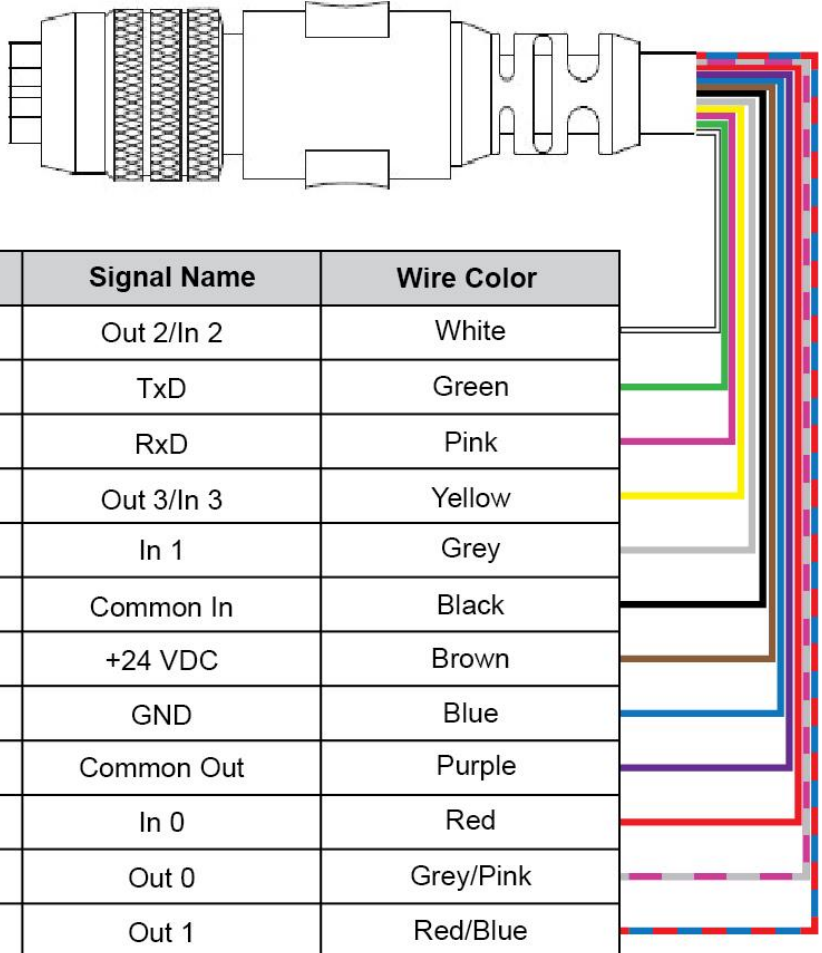 Signal Name Wire Color
Out 2/In 2 White
TxD Green
RxD Pink
Out 3/In 3 Yellow
In 1 Grey
Common In Black
+24 VDC Brown
GND Blue
Common Out Purple
In 0 Red
Out 0 Grey/Pink
Out 1 Red/Blue